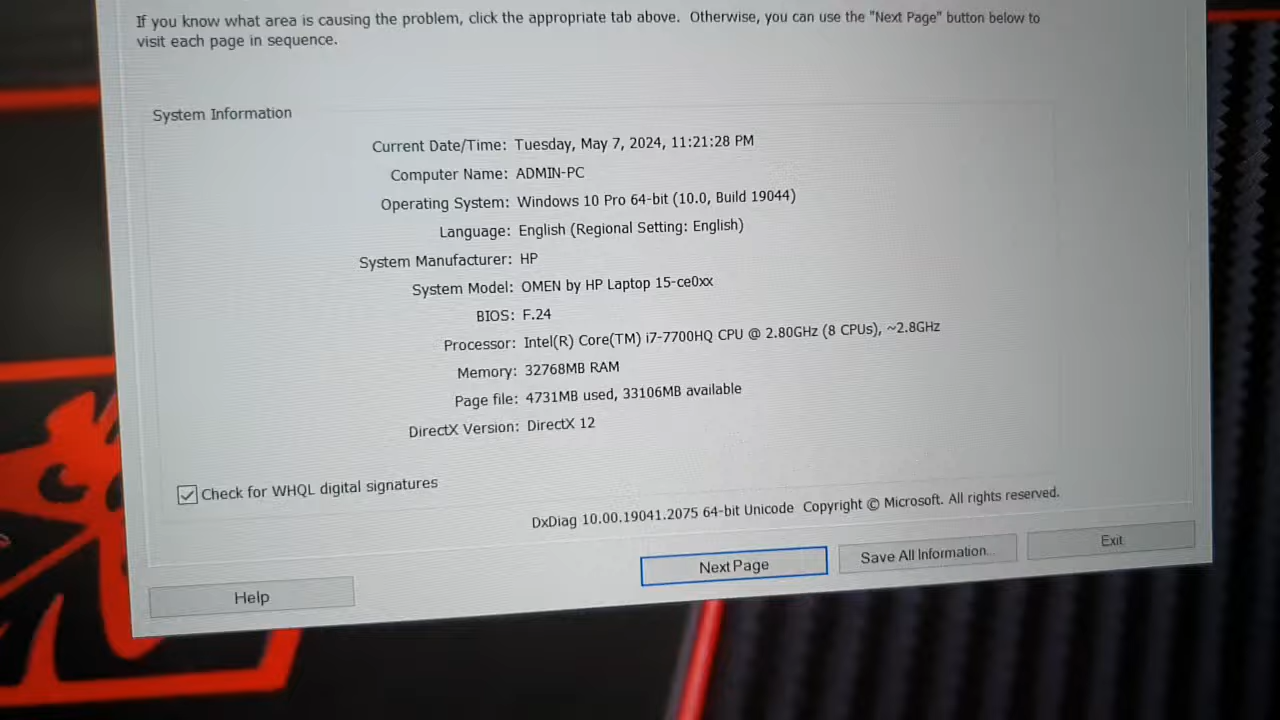 If you know what area is causing the problem, click the appropriate tab above. Otherwise, you can use the "Next Page" button below to
visit each page in sequence.
System Information
Current Date/Time: Tuesday, May 7, 2024, 11:21:28 PM
Computer Name: ADMIN-PC
Operating System: Windows 10 Pro 64-bit (10.0, Build 19044)
Language: English (Regional Setting: English)
System Manufacturer: HP
System Model: OMEN by HP Laptop 15-ce0xx
BIOS: F.24
Processor: Intel(R) Core(TM) i7-7700HQ CPU @ 2.80GHz (8 CPUs), ~2.8GHz
Memory: 32768MB RAM
Page file: 4731MB used, 33106MB available
DirectX Version: DirectX 12
Check for WHQL digital signatures
DxDiag 10.00.19041.2075 64-bit Unicode Copyright © Microsoft. All rights reserved.
Help
Next Page
Save All Information...
Exit